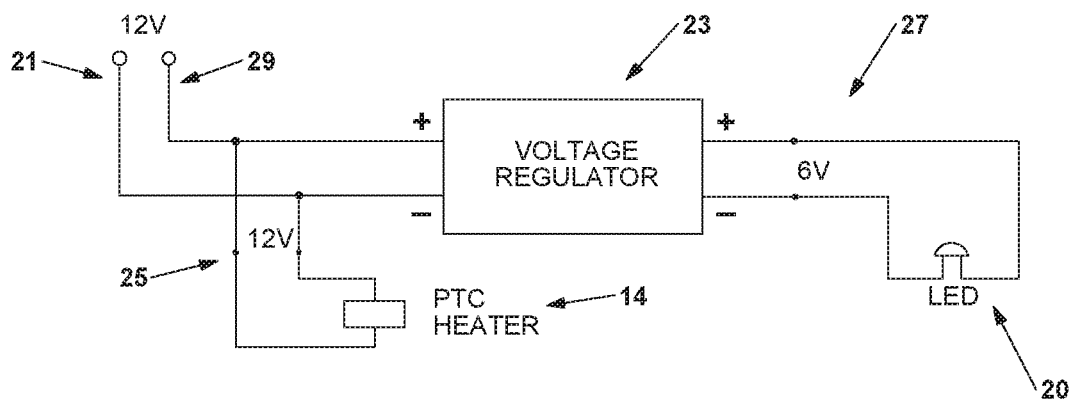 12V
23
27
21
29
+
+
VOLTAGE
REGULATOR
6V
—
—
12V
25
14
PTC
HEATER
LED
20